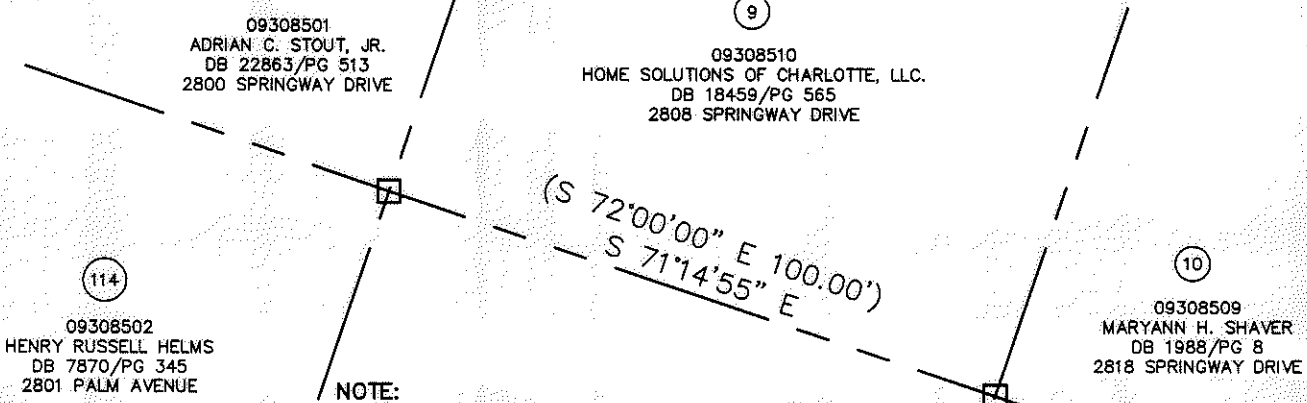 09308501
ADRIAN C. STOUT, JR.
DB 22863/PG 513
2800 SPRINGWAY DRIVE
9
09308510
HOME SOLUTIONS OF CHARLOTTE, LLC.
DB 18459/PG 565
2808 SPRINGWAY DRIVE
(S 72°00'00" E 100.00')
S 71°14'55" E
114
09308502
HENRY RUSSELL HELMS
DB 7870/PG 345
2801 PALM AVENUE
10
09308509
MARYANN H. SHAVER
DB 1988/PG 8
2818 SPRINGWAY DRIVE
NOTE: